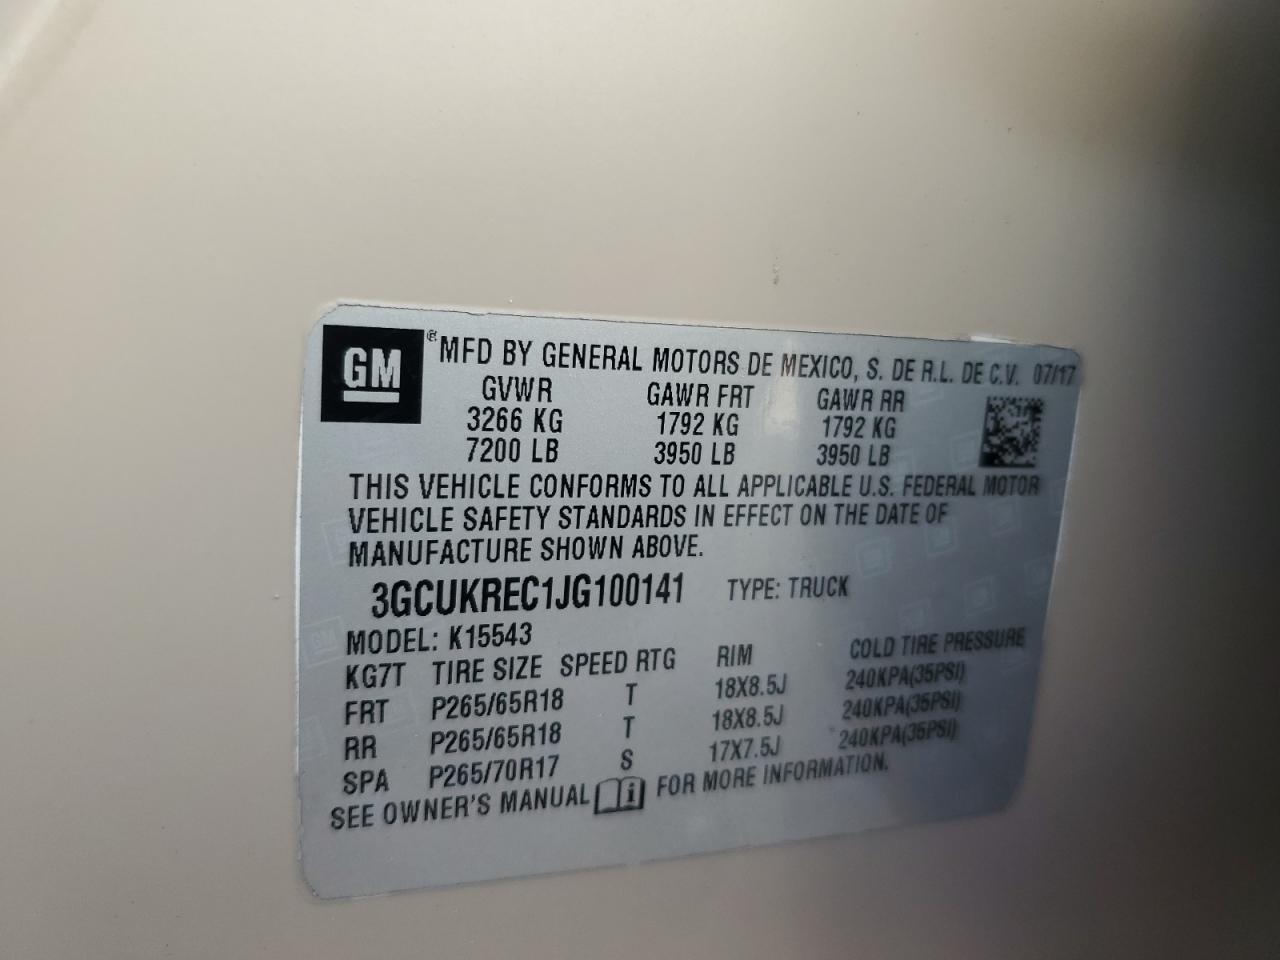 GM ® MFD BY GENERAL MOTORS DE MEXICO, S. DE R.L. DE C.V. 07/17
GVWR GAWR FRT GAWR RR
3266 KG 1792 KG 1792 KG
7200 LB 3950 LB 3950 LB
THIS VEHICLE CONFORMS TO ALL APPLICABLE U.S. FEDERAL MOTOR
VEHICLE SAFETY STANDARDS IN EFFECT ON THE DATE OF
MANUFACTURE SHOWN ABOVE.
3GCUKREC1JG100141 TYPE: TRUCK
MODEL: K15543
KG7T TIRE SIZE SPEED RTG RIM COLD TIRE PRESSURE
FRT P265/65R18 T 18X8.5J 240KPA(35PSI)
RR P265/65R18 T 18X8.5J 240KPA(35PSI)
SPA P265/70R17 S 17X7.5J 240KPA(35PSI)
SEE OWNER'S MANUAL i FOR MORE INFORMATION.